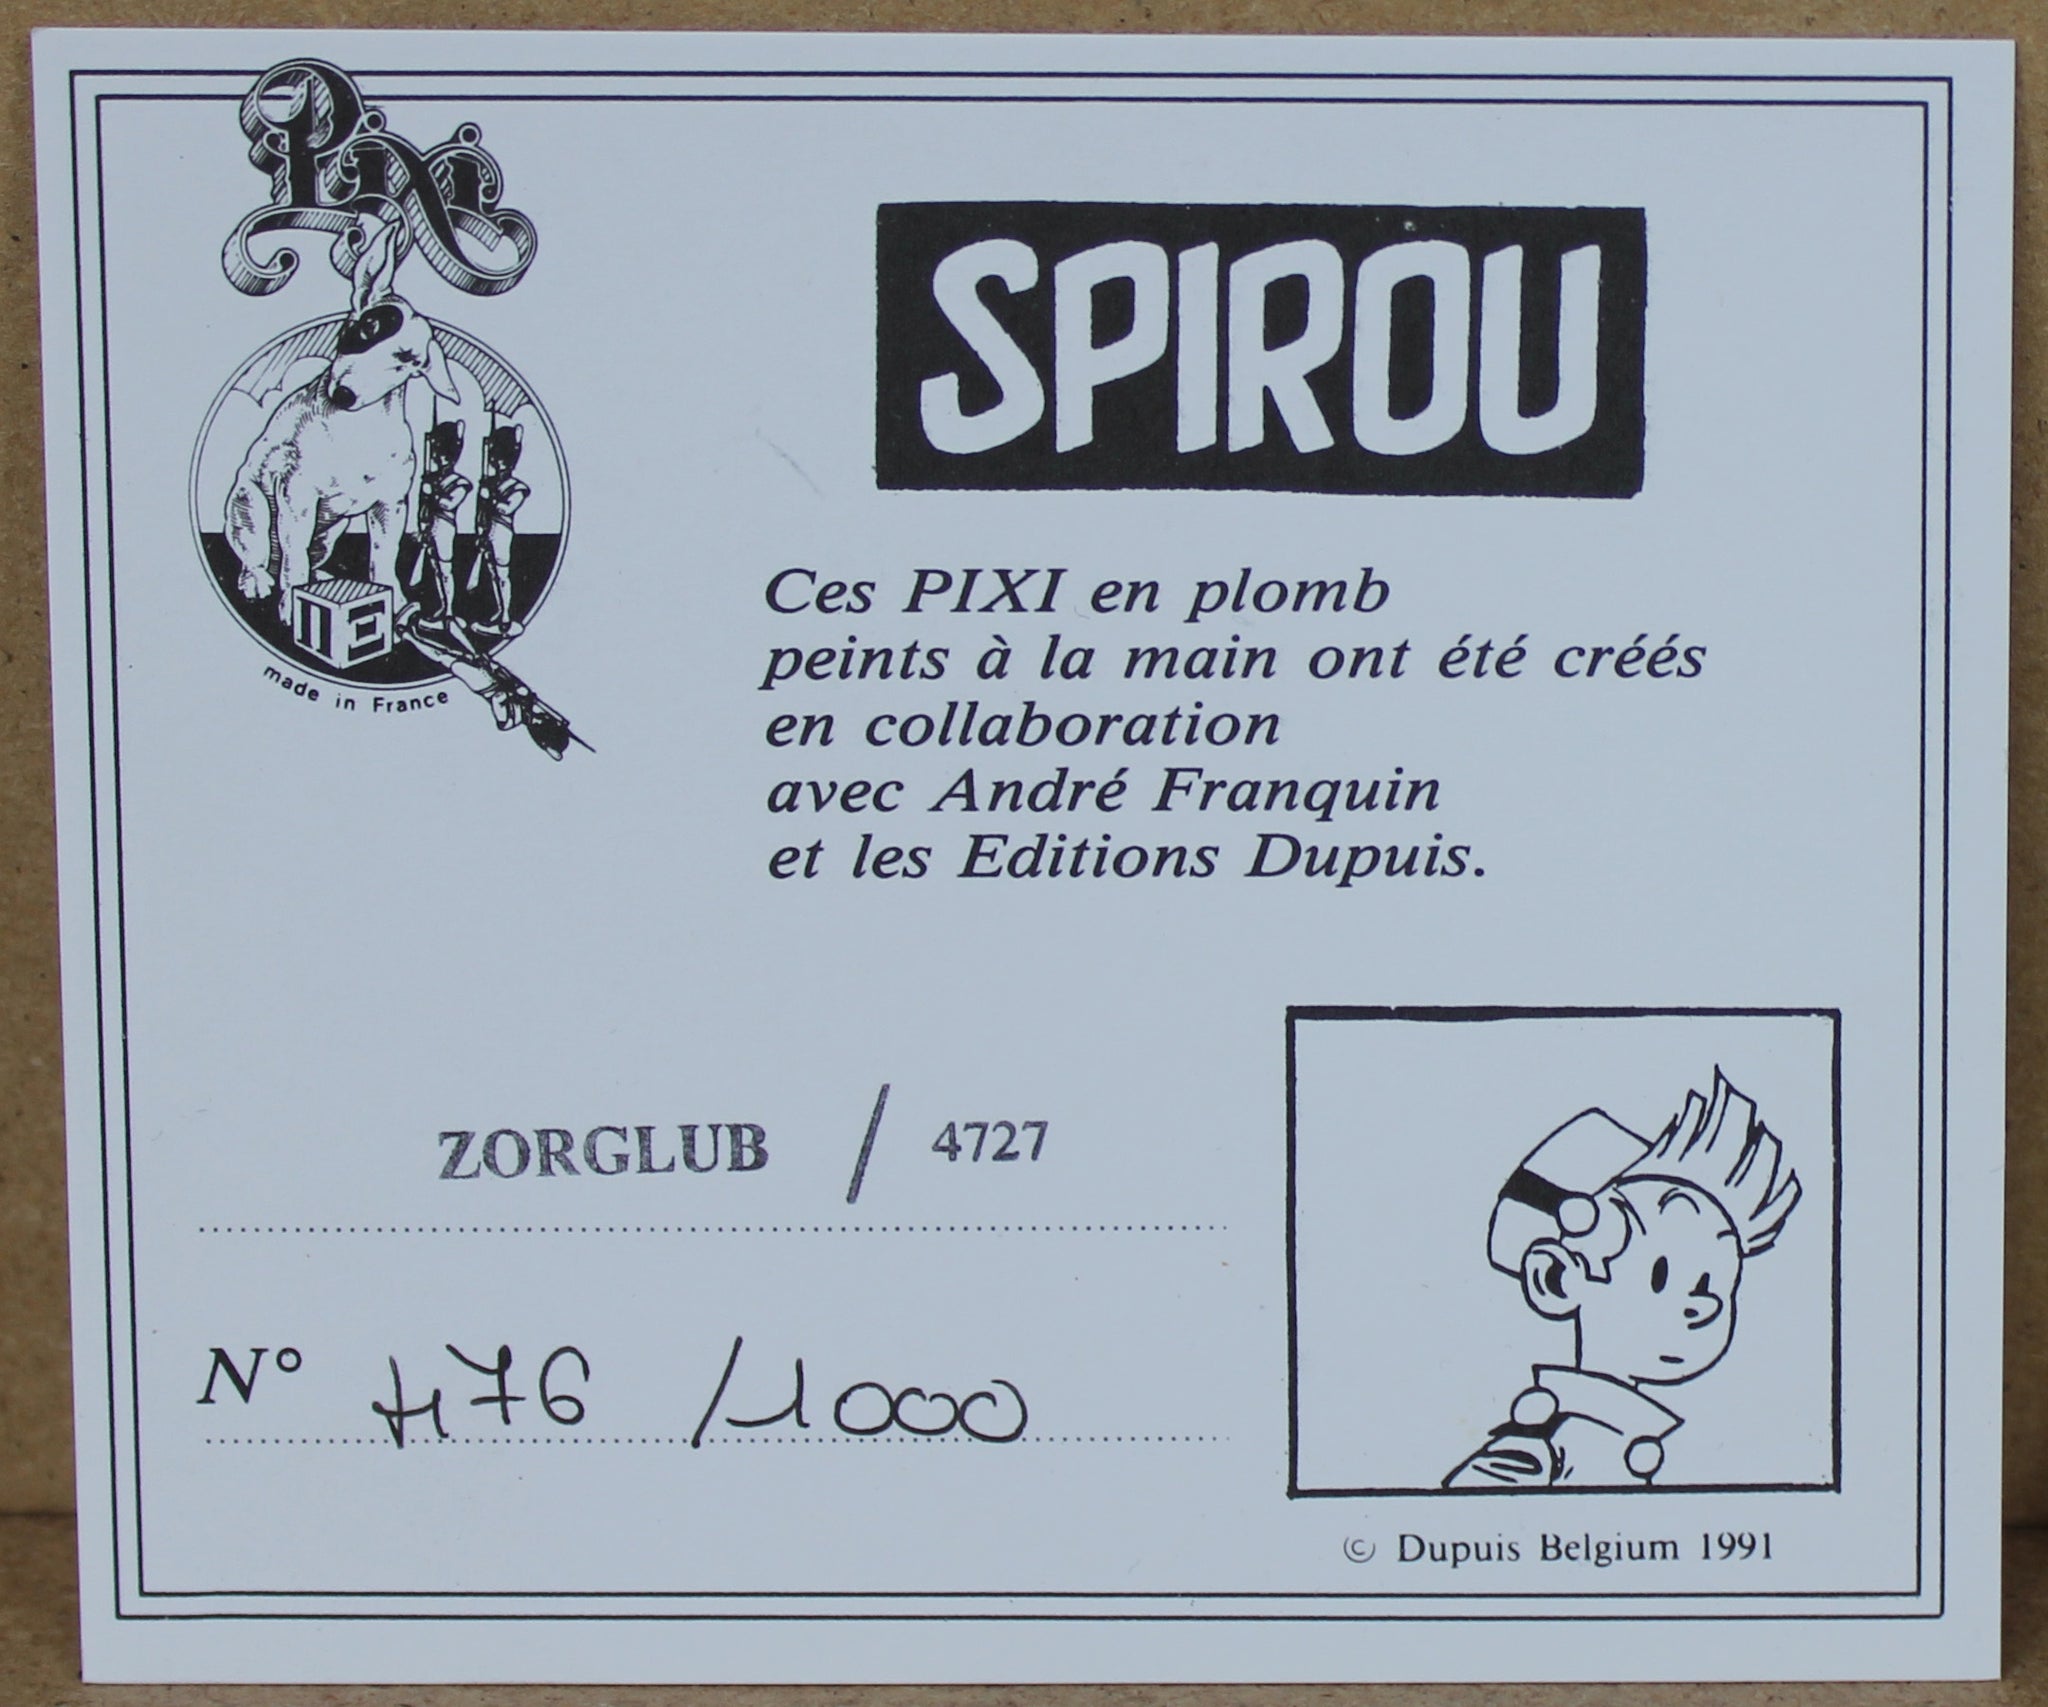 Pixi
made in France
SPIROU
Ces PIXI en plomb
peints à la main ont été créés
en collaboration
avec André Franquin
et les Editions Dupuis.
ZORGLUB / 4727
N° 476 /1000
© Dupuis Belgium 1991